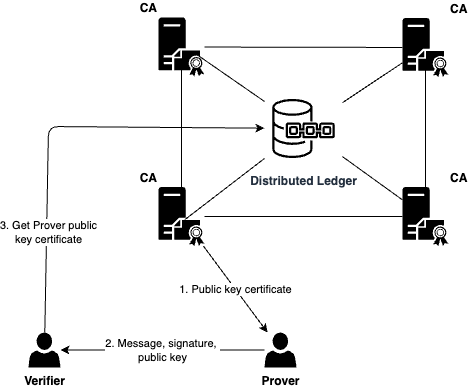 CA
CA
Distributed Ledger
CA
CA
3. Get Prover public
key certificate
1. Public key certificate
2. Message, signature,
public key
Verifier
Prover